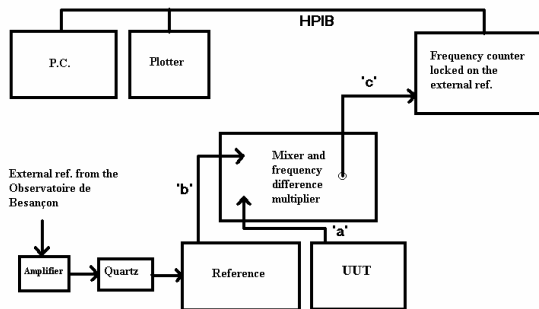 HPIB
P.C.
Plotter
Frequency counter
locked on the
external ref.
'c'
Mixer and
frequency
difference
multiplier
External ref. from the
Observatoire de
Besançon
'b'
'a'
Amplifier
Quartz
Reference
UUT